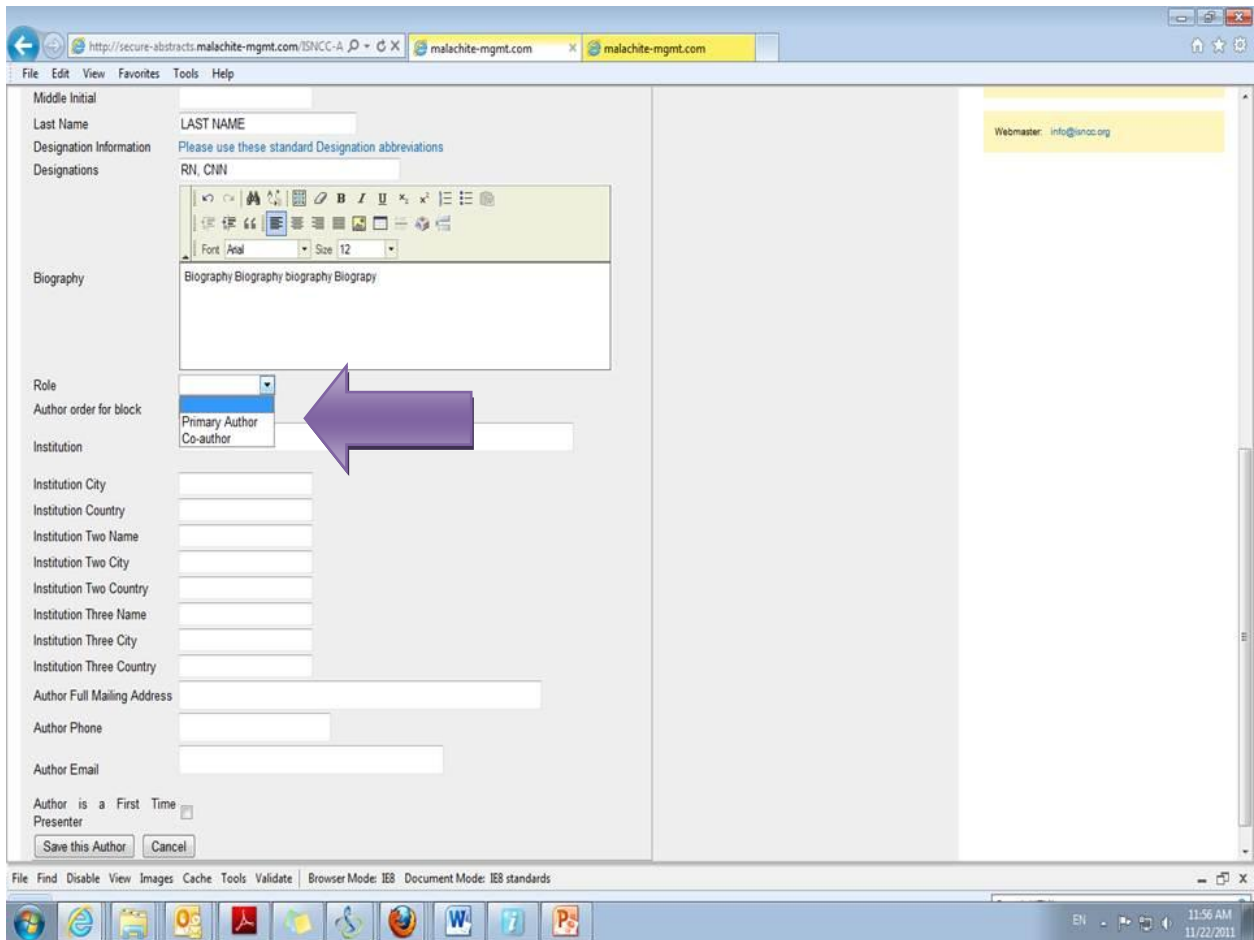 http://secure-abstracts.malachite-mgmt.com/ISNCC-A
malachite-mgmt.com
malachite-mgmt.com
File Edit View Favorites Tools Help
Middle Initial
Last Name LAST NAME
Webmaster: info@isncc.org
Designation Information Please use these standard Designation abbreviations
Designations RN, CNN
B I U
Font Arial Size 12
Biography Biography Biography biography Biograpy
Role
Author order for block
Primary Author
Co-author
Institution
Institution City
Institution Country
Institution Two Name
Institution Two City
Institution Two Country
Institution Three Name
Institution Three City
Institution Three Country
Author Full Mailing Address
Author Phone
Author Email
Author is a First Time
Presenter
Save this Author Cancel
File Find Disable View Images Cache Tools Validate Browser Mode: IE8 Document Mode: IE8 standards
EN 11:56 AM
11/22/2011